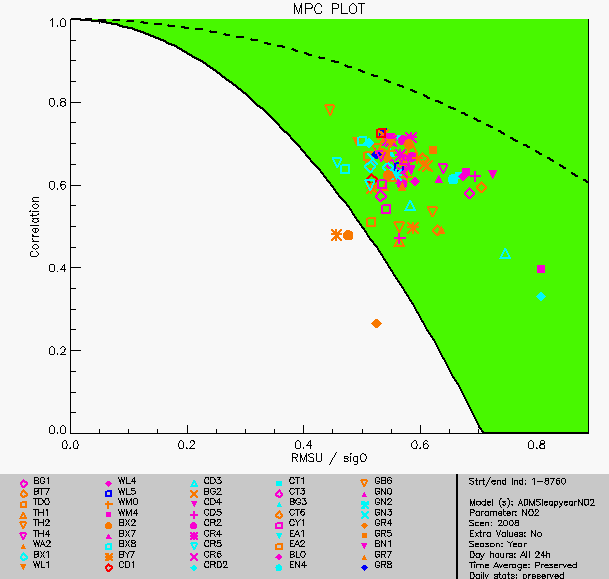 MPC PLOT
1.0
0.8
0.6
0.4
0.2
0.0
Correlation
0.0 0.2 0.4 0.6 0.8
RMSU / sigO
BG1 WL4 CD3 CT1 GB6
BT7 WL5 BG2 CT3 GN0
TD0 WM0 CD4 BG3 GN2
TH1 WM4 CD5 CT6 GN3
TH2 BX2 CR2 CY1 GR4
TH4 BX7 CR4 EA1 GR5
WA2 BX8 CR5 EA2 BN1
BX1 BY7 CR6 BL0 GR7
WL1 CD1 CRD2 EN4 GR8
Strt/end Ind: 1-8760
Model (s): ADMSleapyearNO2
Parameter: NO2
Scen: 2008
Extra Values: No
Season: Year
Day hours: All 24h
Time Average: Preserved
Daily stats: preserved